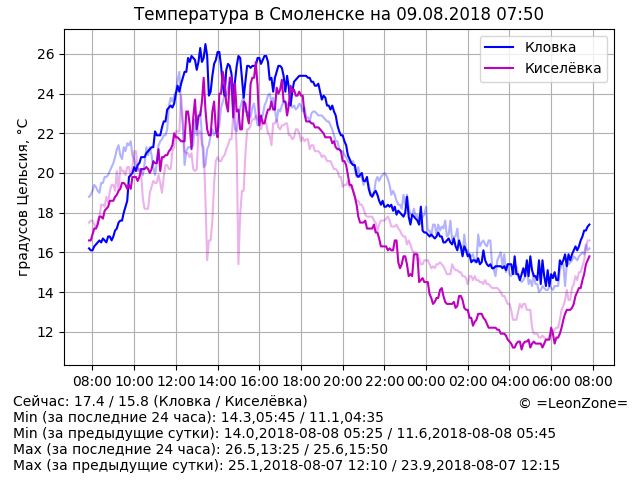 Температура в Смоленске на 09.08.2018 07:50
градусов Цельсия, °C
26
24
22
20
18
16
14
12
Кловка
Киселёвка
08:00 10:00 12:00 14:00 16:00 18:00 20:00 22:00 00:00 02:00 04:00 06:00 08:00
Сейчас: 17.4 / 15.8 (Кловка / Киселёвка)
© =LeonZone=
Min (за последние 24 часа): 14.3,05:45 / 11.1,04:35
Min (за предыдущие сутки): 14.0,2018-08-08 05:25 / 11.6,2018-08-08 05:45
Max (за последние 24 часа): 26.5,13:25 / 25.6,15:50
Max (за предыдущие сутки): 25.1,2018-08-07 12:10 / 23.9,2018-08-07 12:15